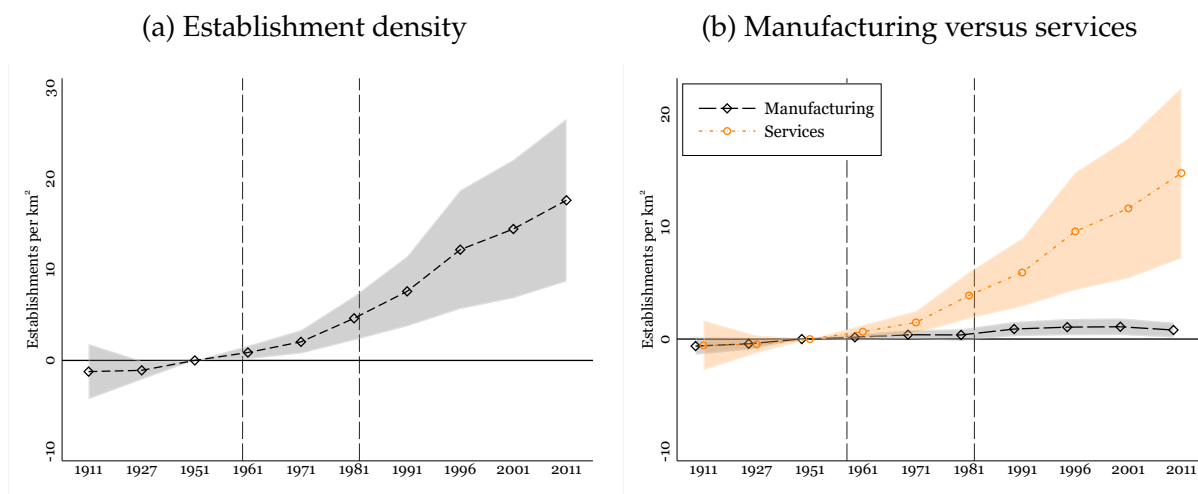 (a) Establishment density
Establishments per km²
30
20
10
0
-10
1911 1927 1951 1961 1971 1981 1991 1996 2001 2011
(b) Manufacturing versus services
Establishments per km²
20
10
0
-10
Manufacturing
Services
1911 1927 1951 1961 1971 1981 1991 1996 2001 2011